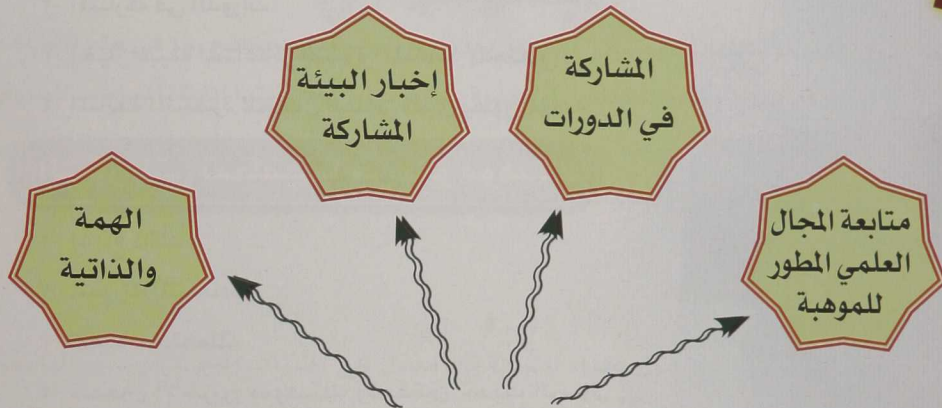 المشاركة
في الدورات
إخبار البيئة
المشاركة
متابعة المجال
العلمي المطور
للموهبة
الهمة
والذاتية